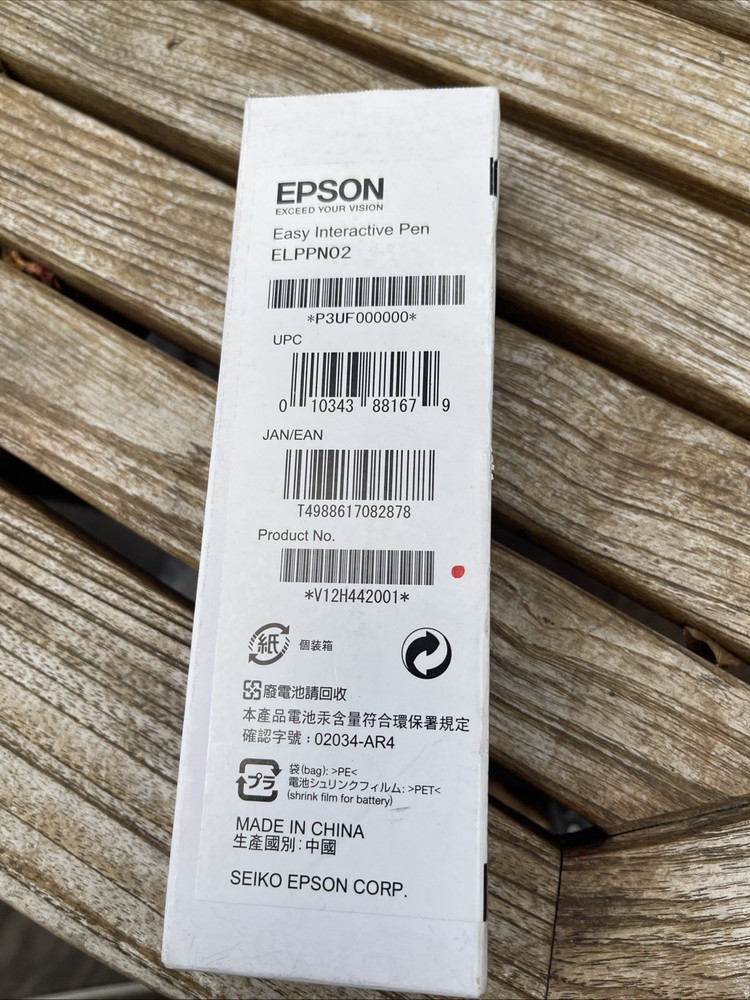 EPSON
EXCEED YOUR VISION
Easy Interactive Pen
ELPPN02
*P3UF000000*
UPC
0 10343 88167 9
JAN/EAN
T4988617082878
Product No.
*V12H442001*
紙 個装箱
廢電池請回收
本產品電池汞含量符合環保署規定
確認字號：02034-AR4
プラ
袋(bag): >PE<
電池シュリンクフィルム: >PET<
(shrink film for battery)
MADE IN CHINA
生產國別：中國
SEIKO EPSON CORP.